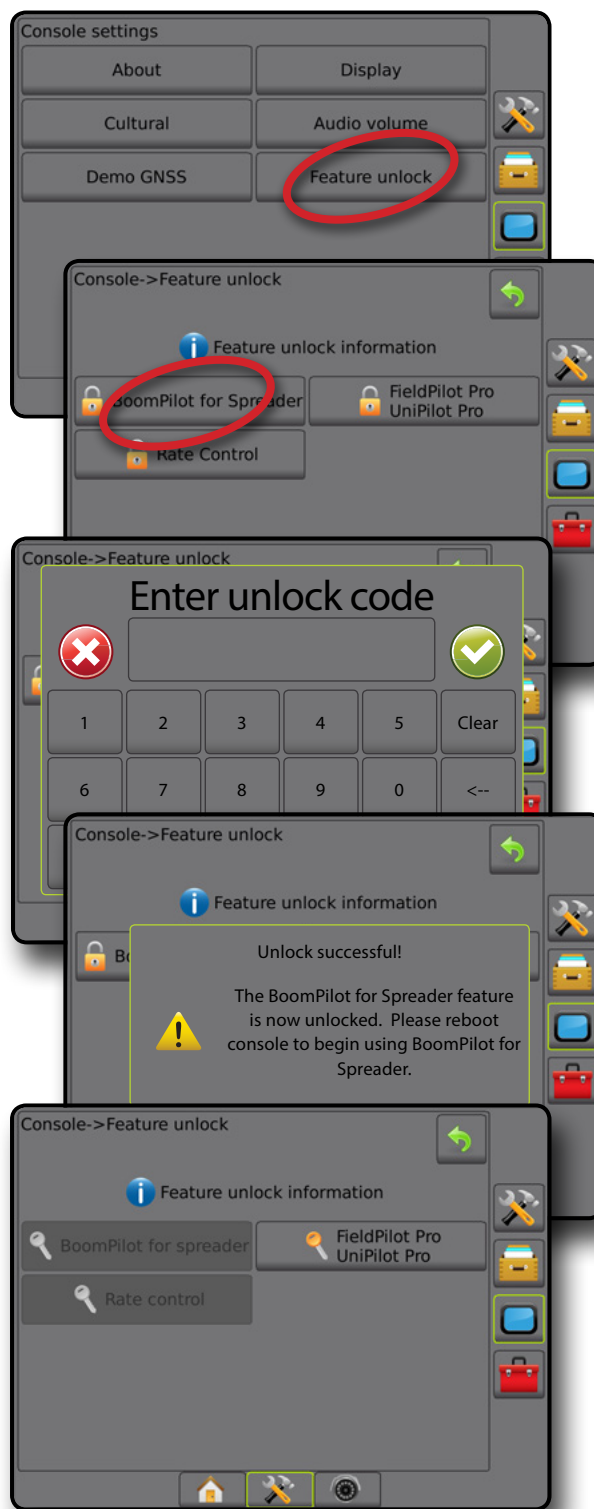 Console settings
About
Display
Cultural
Audio volume
Demo GNSS
Feature unlock
Console->Feature unlock
Feature unlock information
BoomPilot for Spreader
FieldPilot Pro
UniPilot Pro
Rate Control
Console->Feature unlock
Enter unlock code
1
2
3
4
5
Clear
6
7
8
9
0
<--
Console->Feature unlock
Feature unlock information
Unlock successful!
The BoomPilot for Spreader feature
is now unlocked.  Please reboot
console to begin using BoomPilot for
Spreader.
Console->Feature unlock
Feature unlock information
BoomPilot for spreader
FieldPilot Pro
UniPilot Pro
Rate control